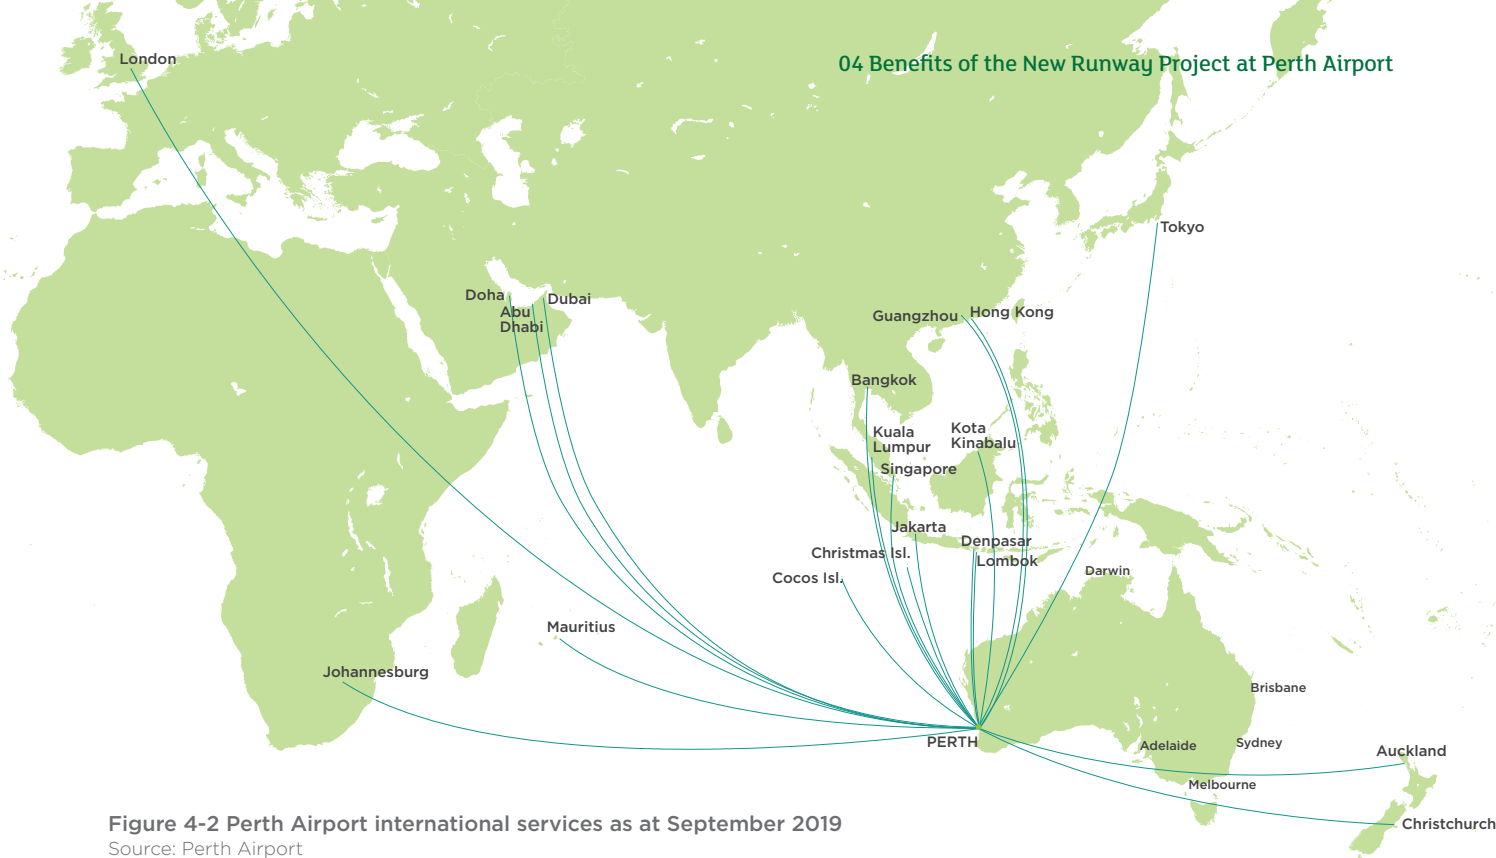 London
04 Benefits of the New Runway Project at Perth Airport
Tokyo
Doha
Dubai
Abu
Dhabi
Guangzhou
Hong Kong
Bangkok
Kuala
Lumpur
Kota
Kinabalu
Singapore
Jakarta
Denpasar
Christmas Isl.
Lombok
Cocos Isl.
Darwin
Mauritius
Johannesburg
Brisbane
PERTH
Adelaide
Sydney
Auckland
Melbourne
Christchurch
Figure 4-2 Perth Airport international services as at September 2019
Source: Perth Airport